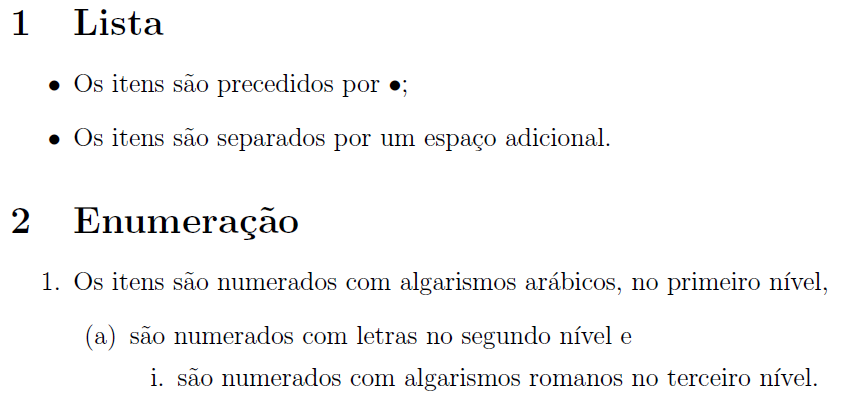 1 Lista
• Os itens são precedidos por •;
• Os itens são separados por um espaço adicional.
2 Enumeração
1. Os itens são numerados com algarismos arábicos, no primeiro nível,
(a) são numerados com letras no segundo nível e
i. são numerados com algarismos romanos no terceiro nível.